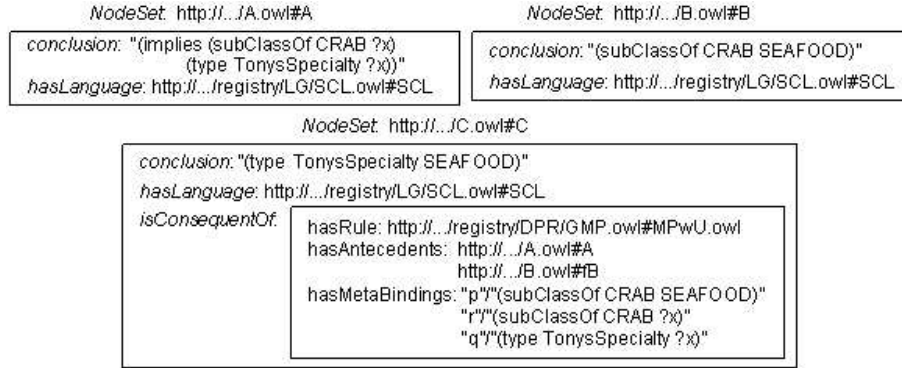 NodeSet: http://.../A.owl#A
conclusion: "(implies (subClassOf CRAB ?x)
(type TonysSpecialty ?x))"
hasLanguage: http://.../registry/LG/SCL.owl#SCL
NodeSet: http://.../B.owl#B
conclusion: "(subClassOf CRAB SEAFOOD)"
hasLanguage: http://.../registry/LG/SCL.owl#SCL
NodeSet: http://.../C.owl#C
conclusion: "(type TonysSpecialty SEAFOOD)"
hasLanguage: http://.../registry/LG/SCL.owl#SCL
isConsequentOf:
hasRule: http://.../registry/DPR/GMP.owl#MPwU.owl
hasAntecedents: http://.../A.owl#A
http://.../B.owl#fB
hasMetaBindings: "p"/"(subClassOf CRAB SEAFOOD)"
"r"/"(subClassOf CRAB ?x)"
"q"/"(type TonysSpecialty ?x)"